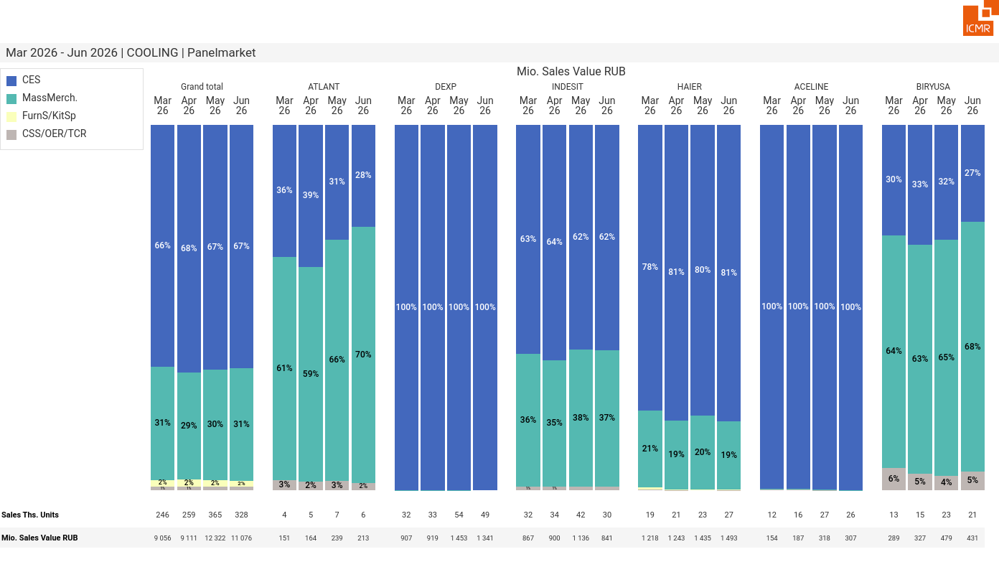 ICMR
Mar 2026 - Jun 2026 | COOLING | Panelmarket
Mio. Sales Value RUB
CES
MassMerch.
FurnS/KitSp
CSS/OER/TCR
Grand total ATLANT DEXP INDESIT HAIER ACELINE BIRYUSA
Mar Apr May Jun Mar Apr May Jun Mar Apr May Jun Mar Apr May Jun Mar Apr May Jun Mar Apr May Jun Mar Apr May Jun
26 26 26 26 26 26 26 26 26 26 26 26 26 26 26 26 26 26 26 26 26 26 26 26 26 26 26 26
66% 68% 67% 67% 36% 39% 31% 28% 100% 100% 100% 100% 63% 64% 62% 62% 78% 81% 80% 81% 100% 100% 100% 100% 30% 33% 32% 27%
31% 29% 30% 31% 61% 59% 66% 70% 36% 35% 38% 37% 21% 19% 20% 19% 64% 63% 65% 68%
2% 2% 2% 2% 3% 2% 3% 2% 6% 5% 4% 5%
1% 1% 1% 1%
Sales Ths. Units 246 259 365 328 4 5 7 6 32 33 54 49 32 34 42 30 19 21 23 27 12 16 27 26 13 15 23 21
Mio. Sales Value RUB 9 056 9 111 12 322 11 076 151 164 239 213 907 919 1 453 1 341 867 900 1 136 841 1 218 1 243 1 435 1 493 154 187 318 307 289 327 479 431